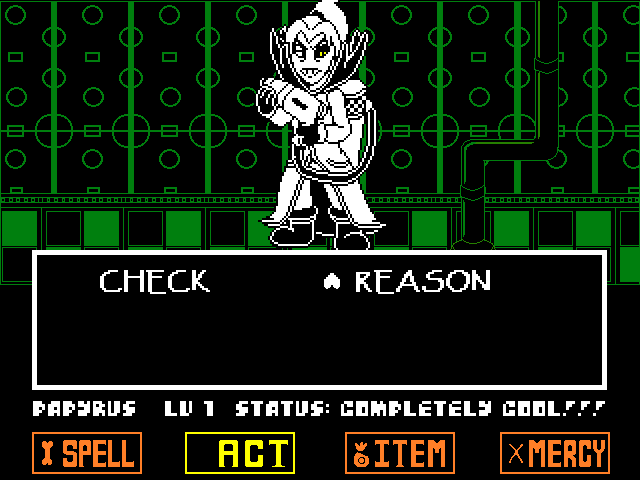 CHECK REASON
PAPYRUS LV 1 STATUS: COMPLETELY COOL!!!
SPELL ACT ITEM MERCY